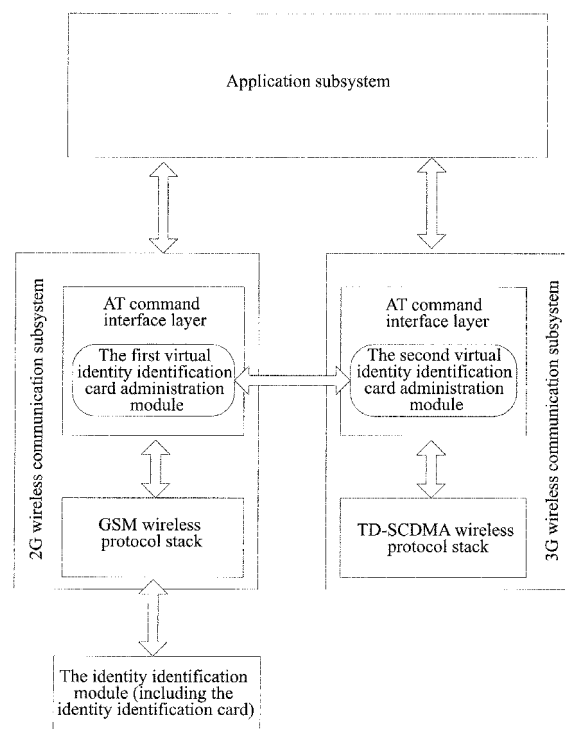 Application subsystem
2G wireless communication subsystem
AT command
interface layer
The first virtual
identity identification
card administration
module
GSM wireless
protocol stack
AT command
interface layer
The second virtual
identity identification
card administration
module
TD-SCDMA wireless
protocol stack
3G wireless communication subsystem
The identity identification
module (including the
identity identification card)